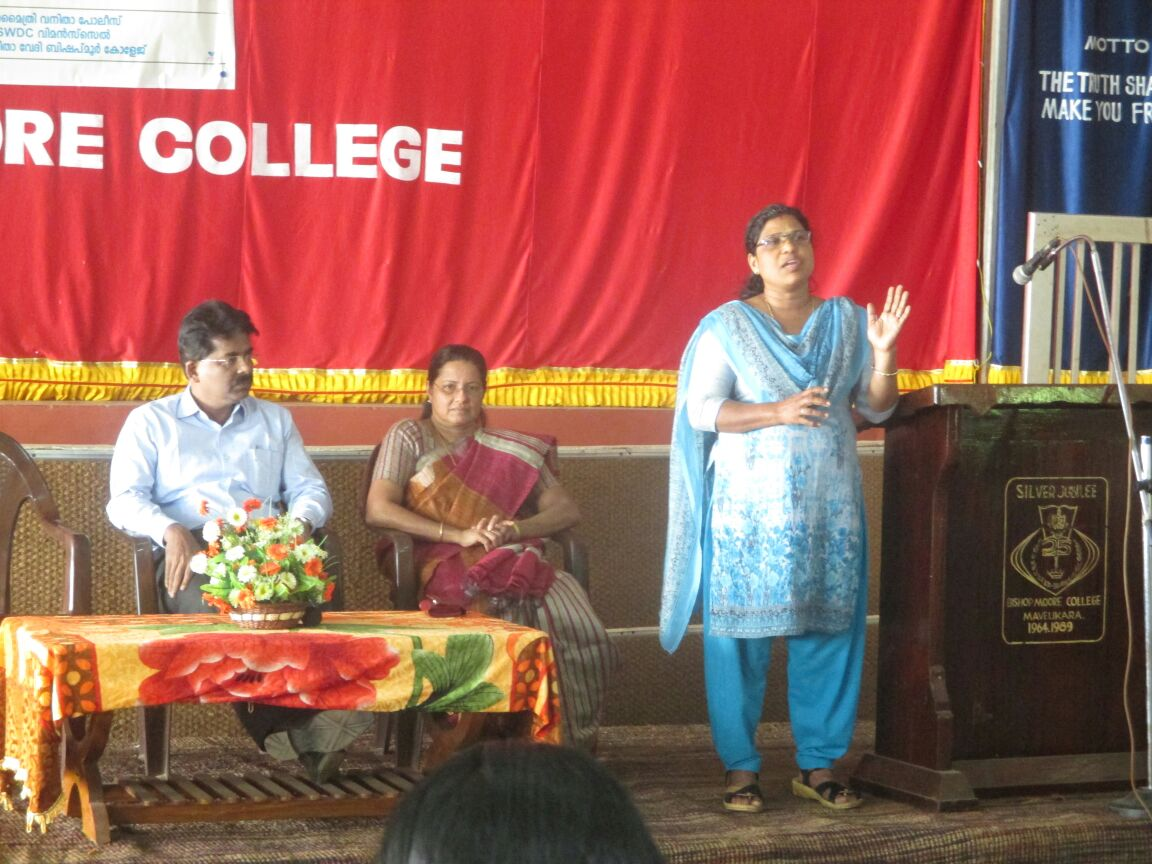 മൈത്രി വനിതാ പോലീസ്
SWDC വിമൻസ്സെൽ
വേദി ബിഷപ്മൂർ കോളേജ്
ORE COLLEGE
MOTTO
THE TRUTH SHA
MAKE YOU FR
SILVER JUBILEE
25
BISHOP MOORE COLLEGE
MAVELIKARA.
1964-1989